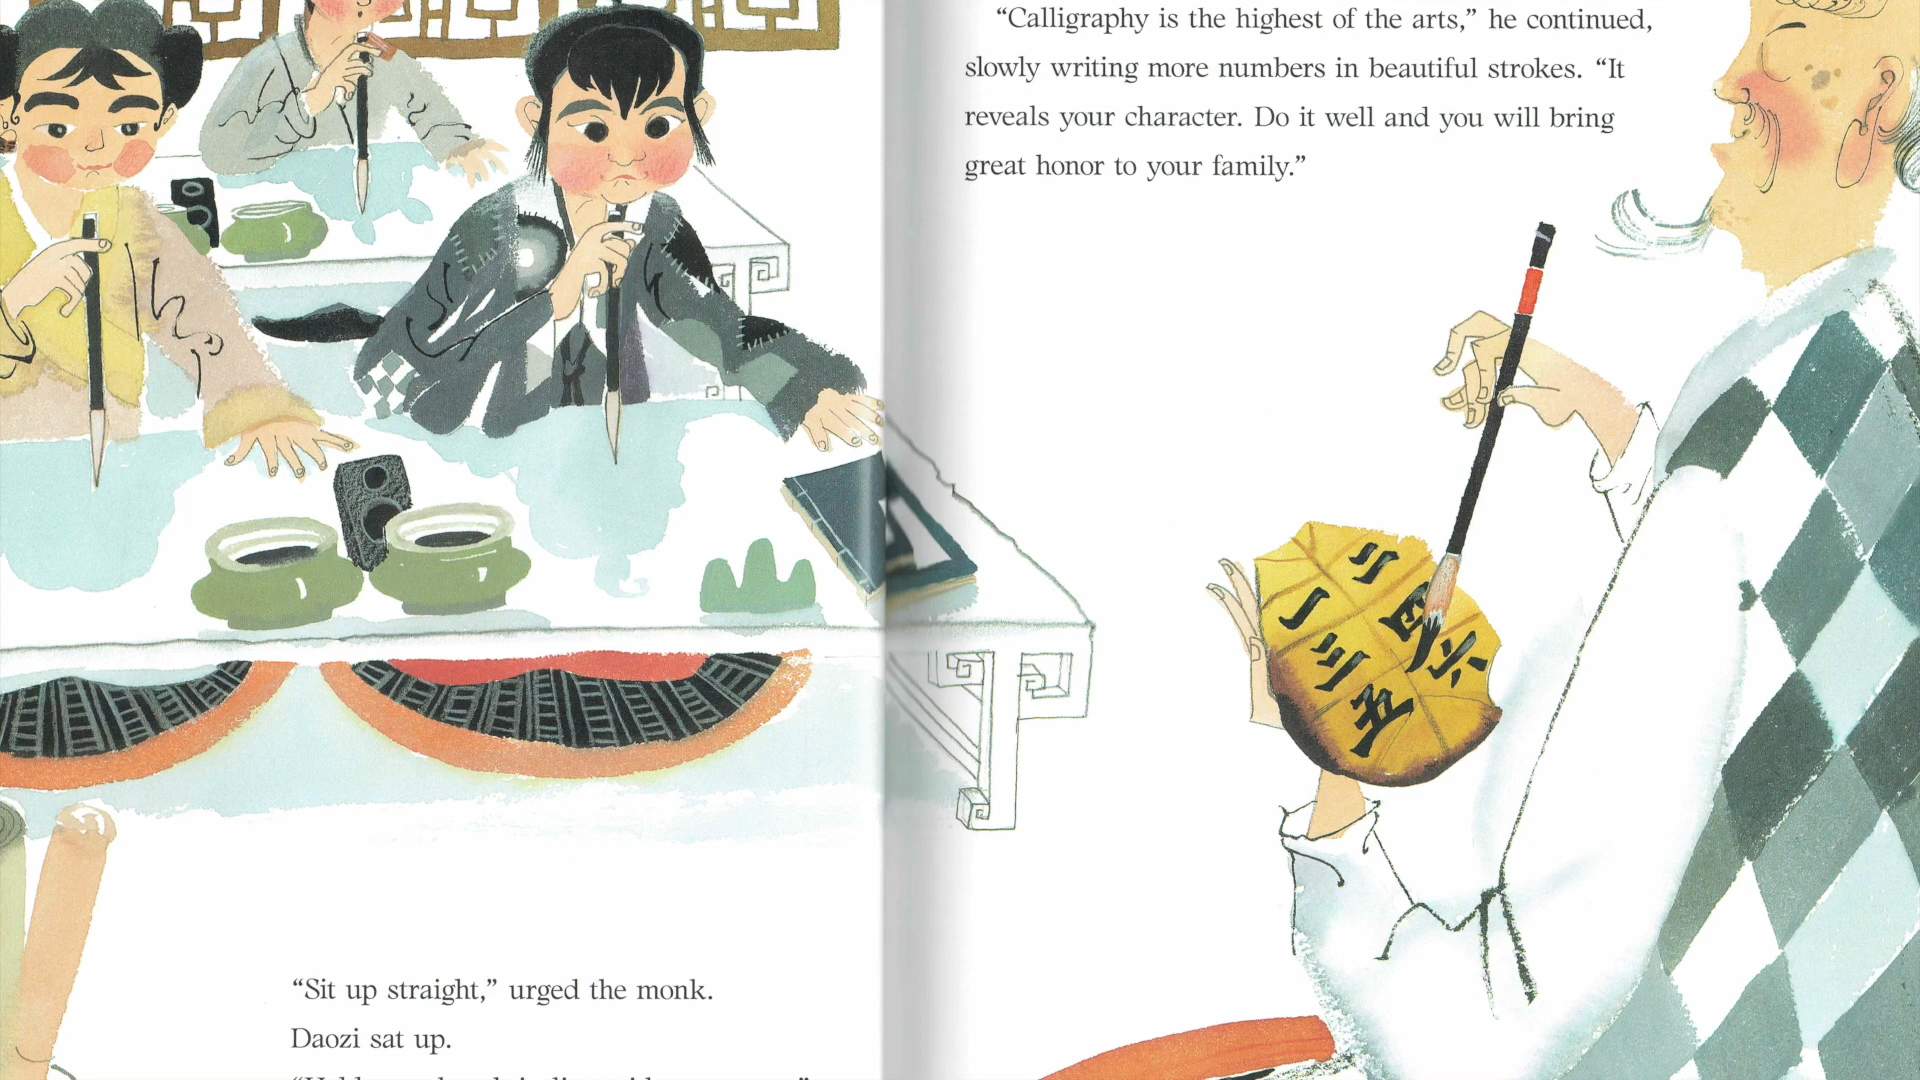 “Sit up straight,” urged the monk.
Daozi sat up.
“Calligraphy is the highest of the arts,” he continued,
slowly writing more numbers in beautiful strokes. “It
reveals your character. Do it well and you will bring
great honor to your family.”
一 二
三 四
五 六